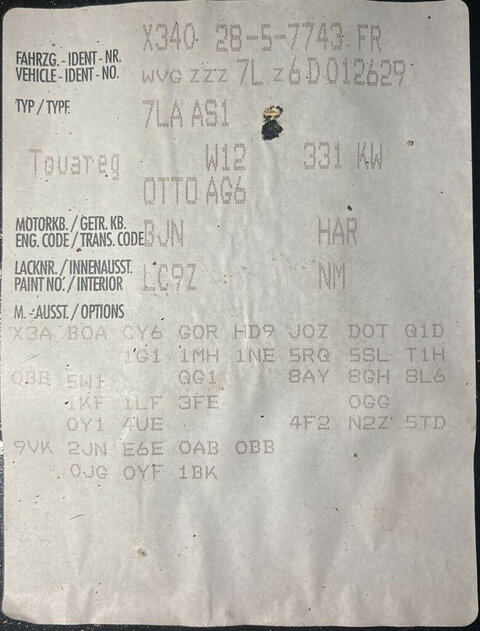 X340 28-5-7743 FR
FAHRZG.-IDENT-NR.
VEHICLE-IDENT-NO. WVG ZZZ 7L Z 6 D 012629
TYP / TYPE 7LA AS1
Touareg W12 331 KW
OTTO AG6
MOTORKB. / GETR. KB.
ENG. CODE / TRANS. CODE BJN HAR
LACKNR. / INNENAUSST.
PAINT NO. / INTERIOR LC9Z NM
M.-AUSST. / OPTIONS
X3A B0A CY6 G0R HD9 J0Z D0T Q1D
1G1 1MH 1NE 5RQ 5SL T1H
0BR 5W1 QG1 8AY 8GH 8L6
1KF 1LF 3FE 0GG
0Y1 4UE 4F2 N2Z 5TD
9VK 2JN E6E 0AB 0BB
0JG 0YF 1BK